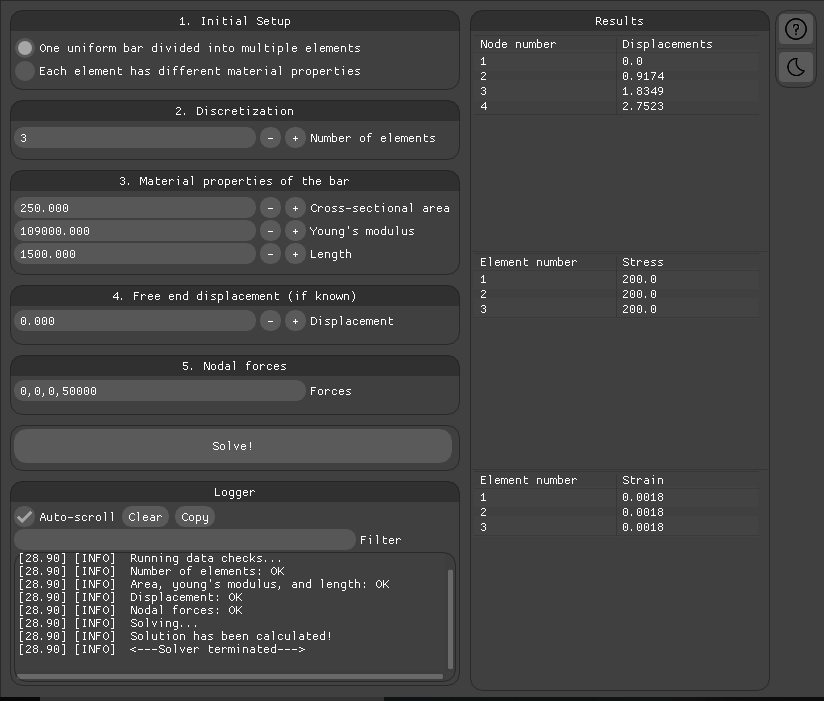 1. Initial Setup
One uniform bar divided into multiple elements
Each element has different material properties
2. Discretization
3 - + Number of elements
3. Material properties of the bar
250.000 - + Cross-sectional area
109000.000 - + Young's modulus
1500.000 - + Length
4. Free end displacement (if known)
0.000 - + Displacement
5. Nodal forces
0,0,0,50000 Forces
Solve!
Logger
Auto-scroll Clear Copy
Filter
[28.90] [INFO] Running data checks...
[28.90] [INFO] Number of elements: OK
[28.90] [INFO] Area, young's modulus, and length: OK
[28.90] [INFO] Displacement: OK
[28.90] [INFO] Nodal forces: OK
[28.90] [INFO] Solving...
[28.90] [INFO] Solution has been calculated!
[28.90] [INFO] <---Solver terminated--->
Results
Node number Displacements
1 0.0
2 0.9174
3 1.8349
4 2.7523
Element number Stress
1 200.0
2 200.0
3 200.0
Element number Strain
1 0.0018
2 0.0018
3 0.0018
?